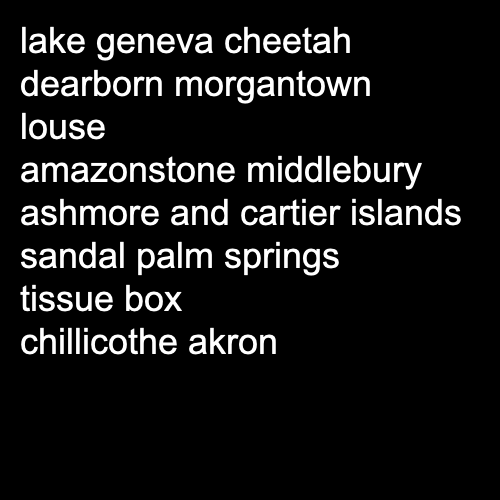 lake geneva cheetah
dearborn morgantown
louse
amazonstone middlebury
ashmore and cartier islands
sandal palm springs
tissue box
chillicothe akron